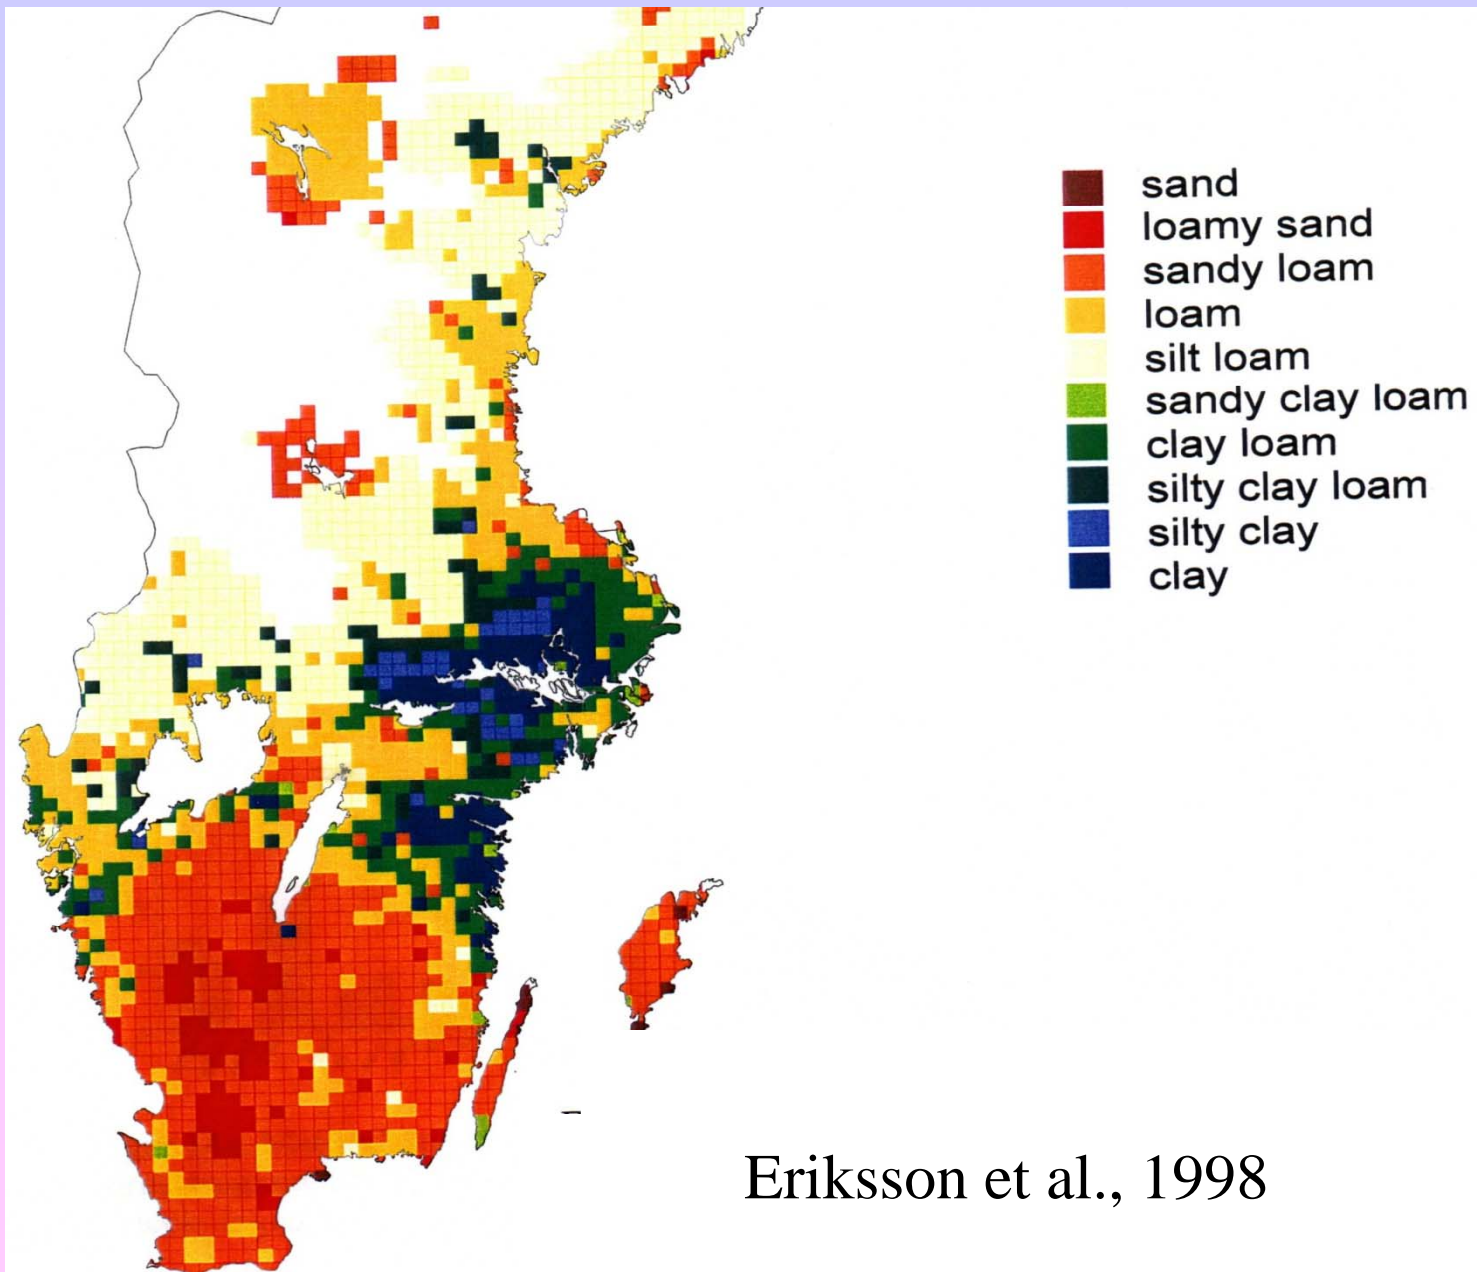 sand
loamy sand
sandy loam
loam
silt loam
sandy clay loam
clay loam
silty clay loam
silty clay
clay
Eriksson et al., 1998